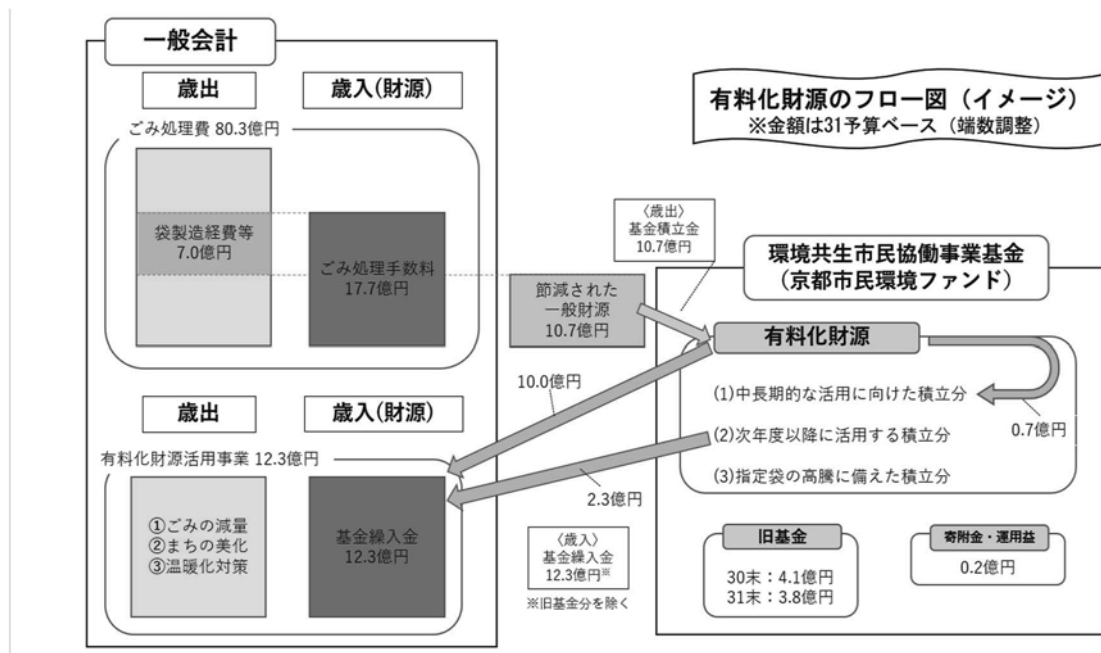 一般会計
歳出
歳入(財源)
ごみ処理費 80.3億円
袋製造経費等
7.0億円
ごみ処理手数料
17.7億円
歳出
歳入(財源)
有料化財源活用事業 12.3億円
①ごみの減量
②まちの美化
③温暖化対策
基金繰入金
12.3億円
有料化財源のフロー図（イメージ）
※金額は31予算ベース（端数調整）
〈歳出〉
基金積立金
10.7億円
節減された
一般財源
10.7億円
10.0億円
2.3億円
〈歳入〉
基金繰入金
12.3億円※
※旧基金分を除く
環境共生市民協働事業基金
（京都市民環境ファンド）
有料化財源
(1)中長期的な活用に向けた積立分
0.7億円
(2)次年度以降に活用する積立分
(3)指定袋の高騰に備えた積立分
旧基金
30末：4.1億円
31末：3.8億円
寄附金・運用益
0.2億円